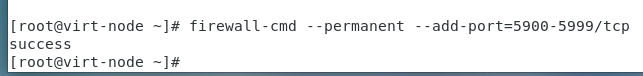 [root@virt-node ~]# firewall-cmd --permanent --add-port=5900-5999/tcp
success
[root@virt-node ~]#